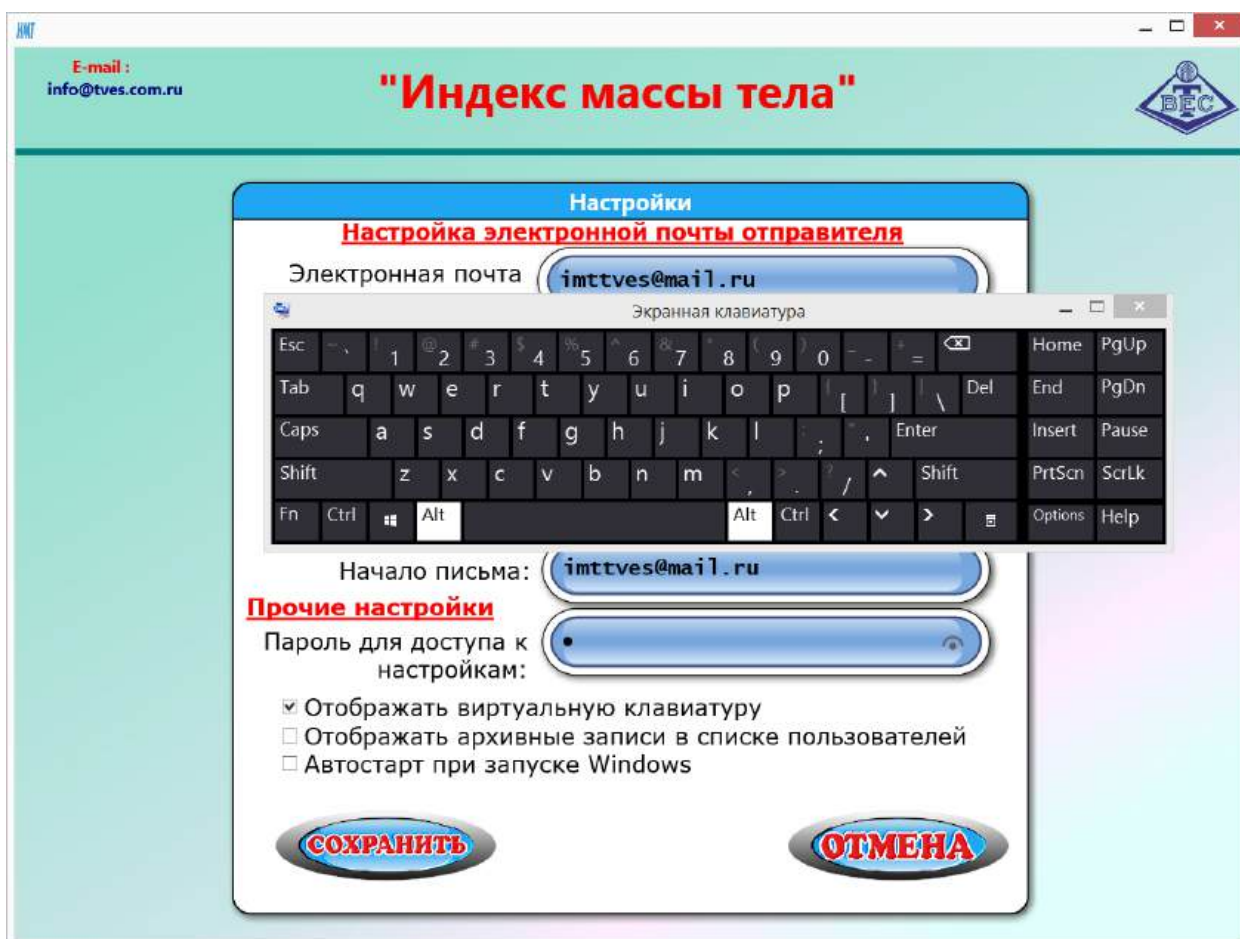 ИМТ
E-mail :
info@tves.com.ru
"Индекс массы тела"
Т
ВЕС
Настройки
Настройка электронной почты отправителя
Электронная почта
imttves@mail.ru
Экранная клавиатура
Esc ~ ` ! 1 @ 2 # 3 $ 4 % 5 ^ 6 & 7 * 8 ( 9 ) 0 _ - + = Home PgUp
Tab q w e r t y u i o p { [ } ] | \ Del End PgDn
Caps a s d f g h j k l : ; " ' Enter Insert Pause
Shift z x c v b n m < , > . ? / Shift PrtScn ScrLk
Fn Ctrl Alt Alt Ctrl Options Help
Начало письма: imttves@mail.ru
Прочие настройки
Пароль для доступа к
настройкам:
Отображать виртуальную клавиатуру
Отображать архивные записи в списке пользователей
Автостарт при запуске Windows
СОХРАНИТЬ ОТМЕНА